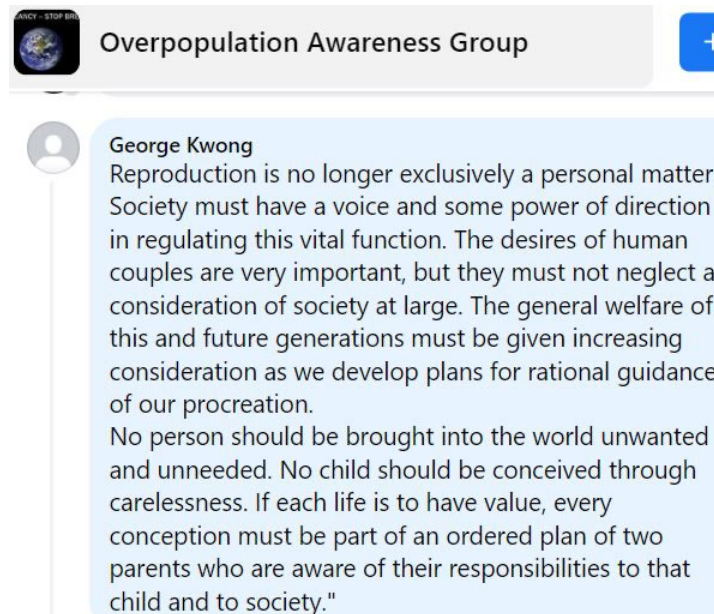 ANCY – STOP BRE
Overpopulation Awareness Group
+
George Kwong
Reproduction is no longer exclusively a personal matter
Society must have a voice and some power of direction
in regulating this vital function. The desires of human
couples are very important, but they must not neglect a
consideration of society at large. The general welfare of
this and future generations must be given increasing
consideration as we develop plans for rational guidance
of our procreation.
No person should be brought into the world unwanted
and unneeded. No child should be conceived through
carelessness. If each life is to have value, every
conception must be part of an ordered plan of two
parents who are aware of their responsibilities to that
child and to society."